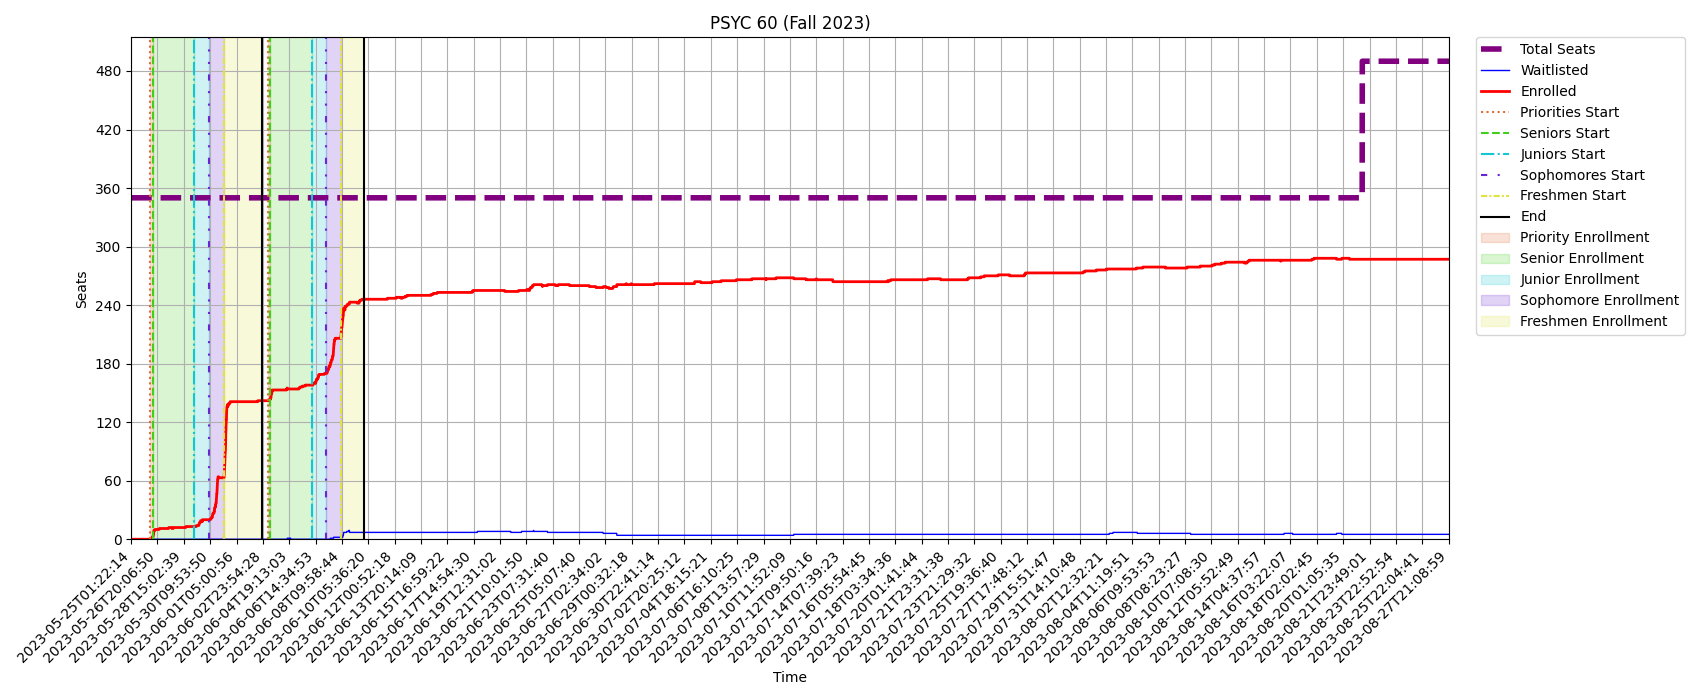 PSYC 60 (Fall 2023)
Seats
480
420
360
300
240
180
120
60
0
2023-05-25T01:22:14
2023-05-26T20:06:50
2023-05-28T15:02:39
2023-05-30T09:53:50
2023-06-01T05:00:56
2023-06-02T23:54:28
2023-06-04T19:13:03
2023-06-06T14:34:53
2023-06-08T09:58:44
2023-06-10T05:36:20
2023-06-12T00:52:18
2023-06-13T20:14:09
2023-06-15T16:59:22
2023-06-17T14:54:30
2023-06-19T12:31:02
2023-06-21T10:01:50
2023-06-23T07:31:40
2023-06-25T05:07:40
2023-06-27T02:34:02
2023-06-29T00:32:18
2023-06-30T22:41:14
2023-07-02T20:25:12
2023-07-04T18:15:21
2023-07-06T16:10:25
2023-07-08T13:57:29
2023-07-10T11:52:09
2023-07-12T09:50:16
2023-07-14T07:39:23
2023-07-16T05:54:45
2023-07-18T03:34:36
2023-07-20T01:41:44
2023-07-21T23:31:38
2023-07-23T21:29:32
2023-07-25T19:36:40
2023-07-27T17:48:12
2023-07-29T15:51:47
2023-07-31T14:10:48
2023-08-02T12:32:21
2023-08-04T11:19:51
2023-08-06T09:53:53
2023-08-08T08:23:27
2023-08-10T07:08:30
2023-08-12T05:52:49
2023-08-14T04:37:57
2023-08-16T03:22:07
2023-08-18T02:02:45
2023-08-20T01:05:35
2023-08-21T23:49:01
2023-08-23T22:52:54
2023-08-25T22:04:41
2023-08-27T21:08:59
Time
Total Seats
Waitlisted
Enrolled
Priorities Start
Seniors Start
Juniors Start
Sophomores Start
Freshmen Start
End
Priority Enrollment
Senior Enrollment
Junior Enrollment
Sophomore Enrollment
Freshmen Enrollment